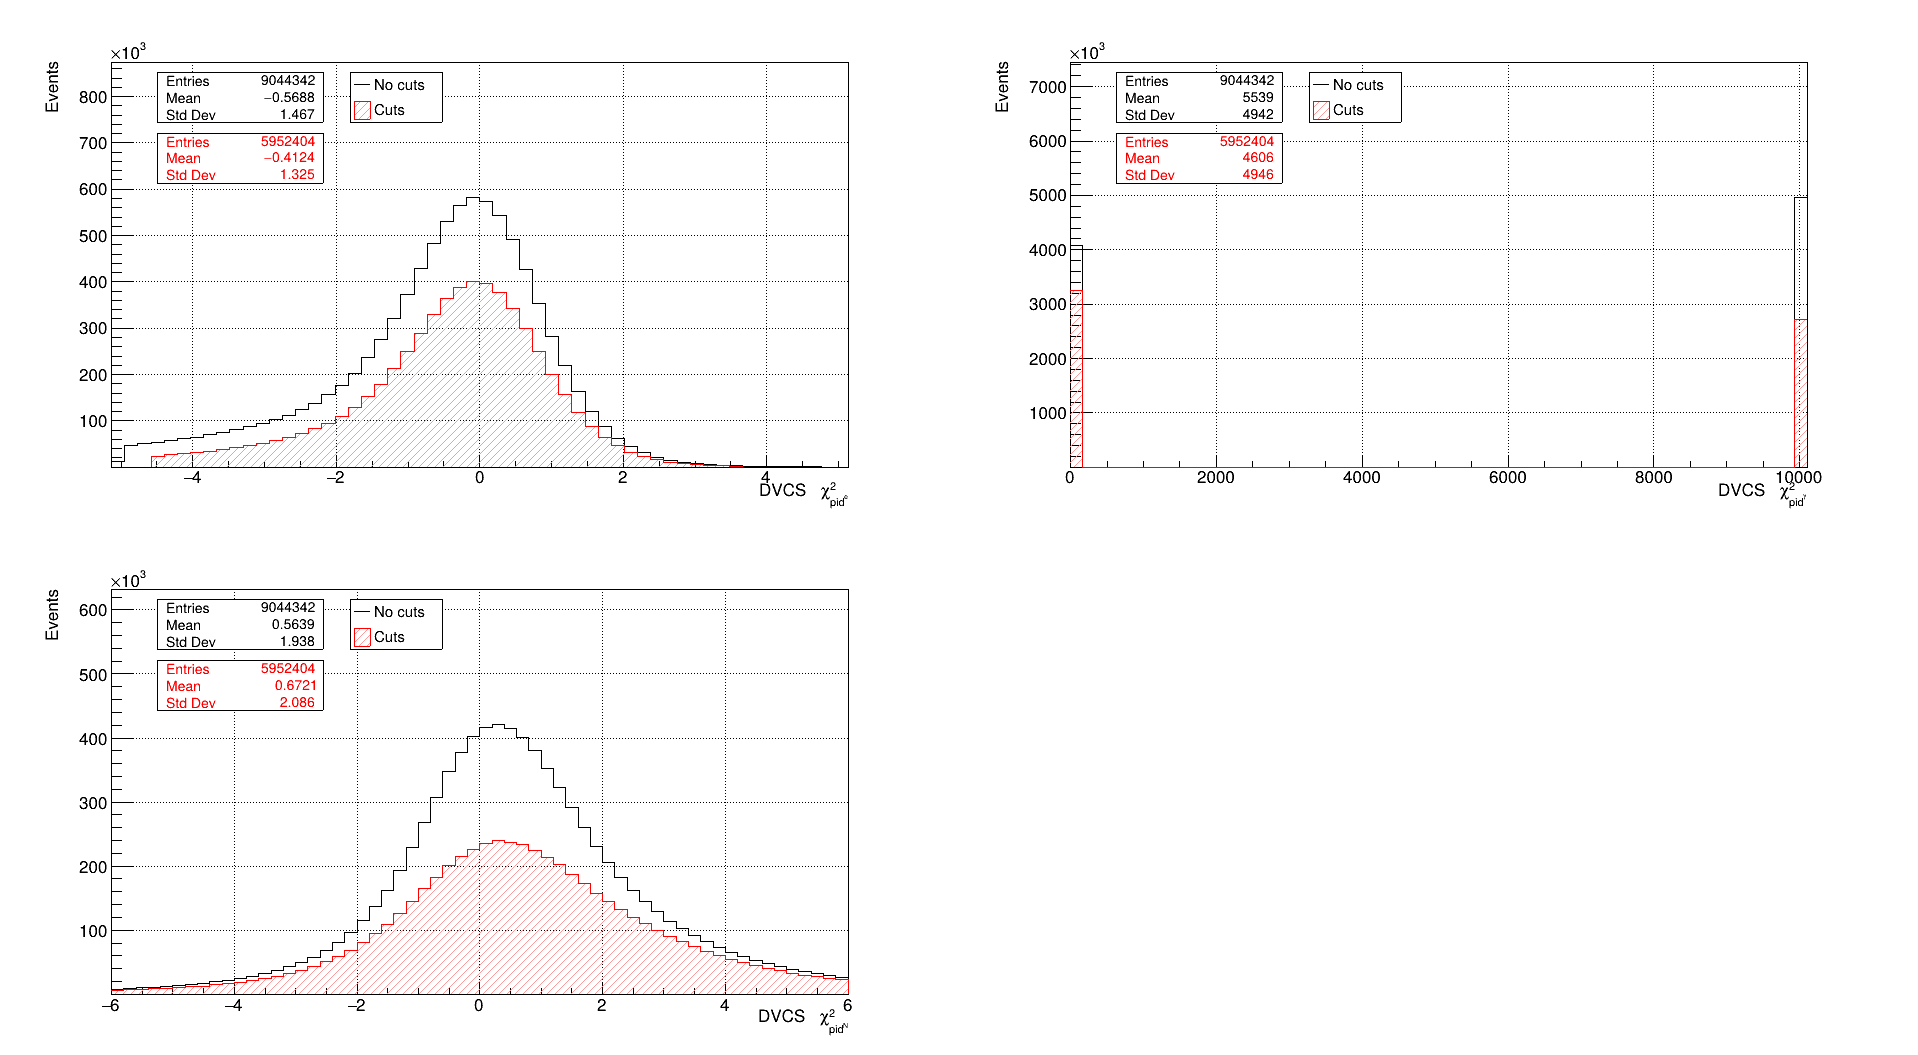 ×10³
Events
Entries 9044342
Mean −0.5688
Std Dev 1.467
Entries 5952404
Mean −0.4124
Std Dev 1.325
No cuts
Cuts
800
700
600
500
400
300
200
100
−4 −2 0 2 4
DVCS χ²pidᵉ
×10³
Events
Entries 9044342
Mean 5539
Std Dev 4942
Entries 5952404
Mean 4606
Std Dev 4946
No cuts
Cuts
7000
6000
5000
4000
3000
2000
1000
0 2000 4000 6000 8000 10000
DVCS χ²pidᵞ
×10³
Events
Entries 9044342
Mean 0.5639
Std Dev 1.938
Entries 5952404
Mean 0.6721
Std Dev 2.086
No cuts
Cuts
600
500
400
300
200
100
−6 −4 −2 0 2 4 6
DVCS χ²pidᴺ